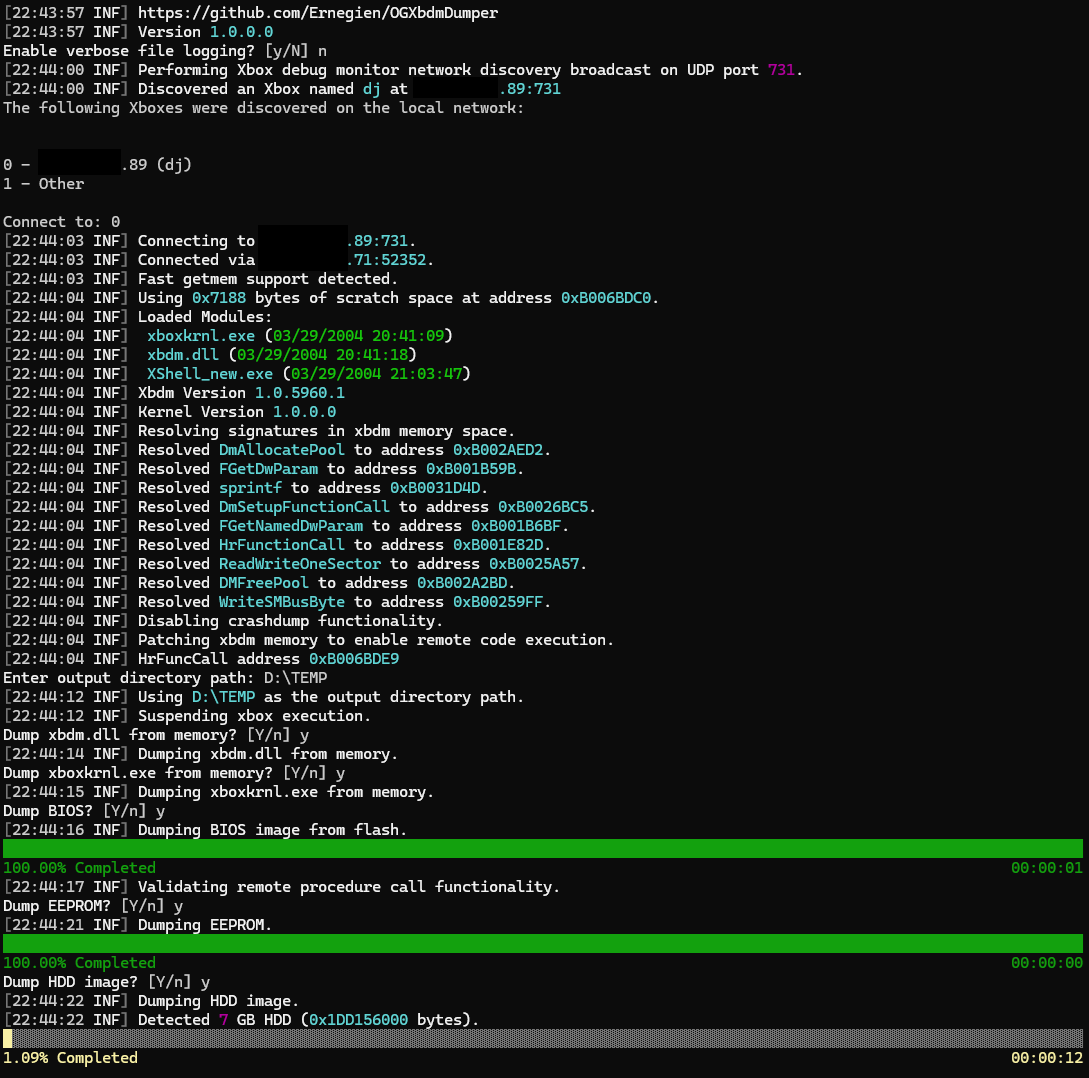 [22:43:57 INF] https://github.com/Ernegien/OGXbdmDumper
[22:43:57 INF] Version 1.0.0.0
Enable verbose file logging? [y/N] n
[22:44:00 INF] Performing Xbox debug monitor network discovery broadcast on UDP port 731.
[22:44:00 INF] Discovered an Xbox named dj at .89:731
The following Xboxes were discovered on the local network:
0 - .89 (dj)
1 - Other
Connect to: 0
[22:44:03 INF] Connecting to .89:731.
[22:44:03 INF] Connected via .71:52352.
[22:44:03 INF] Fast getmem support detected.
[22:44:04 INF] Using 0x7188 bytes of scratch space at address 0xB006BDC0.
[22:44:04 INF] Loaded Modules:
[22:44:04 INF]  xboxkrnl.exe (03/29/2004 20:41:09)
[22:44:04 INF]  xbdm.dll (03/29/2004 20:41:18)
[22:44:04 INF]  XShell_new.exe (03/29/2004 21:03:47)
[22:44:04 INF] Xbdm Version 1.0.5960.1
[22:44:04 INF] Kernel Version 1.0.0.0
[22:44:04 INF] Resolving signatures in xbdm memory space.
[22:44:04 INF] Resolved DmAllocatePool to address 0xB002AED2.
[22:44:04 INF] Resolved FGetDwParam to address 0xB001B59B.
[22:44:04 INF] Resolved sprintf to address 0xB0031D4D.
[22:44:04 INF] Resolved DmSetupFunctionCall to address 0xB0026BC5.
[22:44:04 INF] Resolved FGetNamedDwParam to address 0xB001B6BF.
[22:44:04 INF] Resolved HrFunctionCall to address 0xB001E82D.
[22:44:04 INF] Resolved ReadWriteOneSector to address 0xB0025A57.
[22:44:04 INF] Resolved DMFreePool to address 0xB002A2BD.
[22:44:04 INF] Resolved WriteSMBusByte to address 0xB00259FF.
[22:44:04 INF] Disabling crashdump functionality.
[22:44:04 INF] Patching xbdm memory to enable remote code execution.
[22:44:04 INF] HrFuncCall address 0xB006BDE9
Enter output directory path: D:\TEMP
[22:44:12 INF] Using D:\TEMP as the output directory path.
[22:44:12 INF] Suspending xbox execution.
Dump xbdm.dll from memory? [Y/n] y
[22:44:14 INF] Dumping xbdm.dll from memory.
Dump xboxkrnl.exe from memory? [Y/n] y
[22:44:15 INF] Dumping xboxkrnl.exe from memory.
Dump BIOS? [Y/n] y
[22:44:16 INF] Dumping BIOS image from flash.
100.00% Completed 00:00:01
[22:44:17 INF] Validating remote procedure call functionality.
Dump EEPROM? [Y/n] y
[22:44:21 INF] Dumping EEPROM.
100.00% Completed 00:00:00
Dump HDD image? [Y/n] y
[22:44:22 INF] Dumping HDD image.
[22:44:22 INF] Detected 7 GB HDD (0x1DD156000 bytes).
1.09% Completed 00:00:12